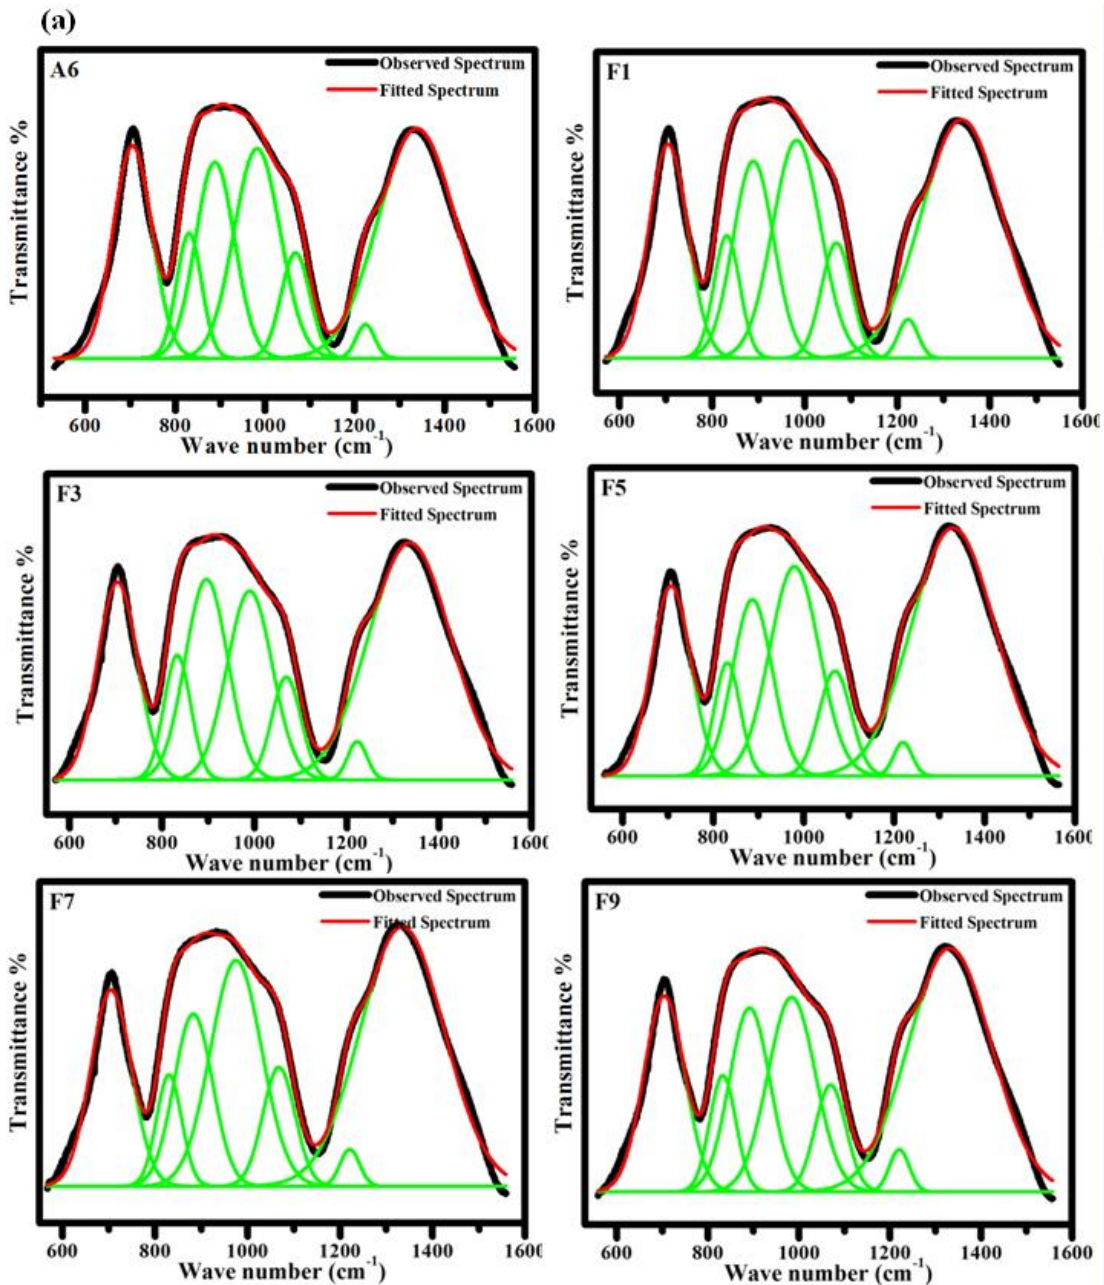 (a)
A6
Observed Spectrum
Fitted Spectrum
Transmittance %
600 800 1000 1200 1400 1600
Wave number (cm⁻¹)
F1
Observed Spectrum
Fitted Spectrum
Transmittance %
600 800 1000 1200 1400 1600
Wave number (cm⁻¹)
F3
Observed Spectrum
Fitted Spectrum
Transmittance %
600 800 1000 1200 1400 1600
Wave number (cm⁻¹)
F5
Observed Spectrum
Fitted Spectrum
Transmittance %
600 800 1000 1200 1400 1600
Wave number (cm⁻¹)
F7
Observed Spectrum
Fitted Spectrum
Transmittance %
600 800 1000 1200 1400 1600
Wave number (cm⁻¹)
F9
Observed Spectrum
Fitted Spectrum
Transmittance %
600 800 1000 1200 1400 1600
Wave number (cm⁻¹)